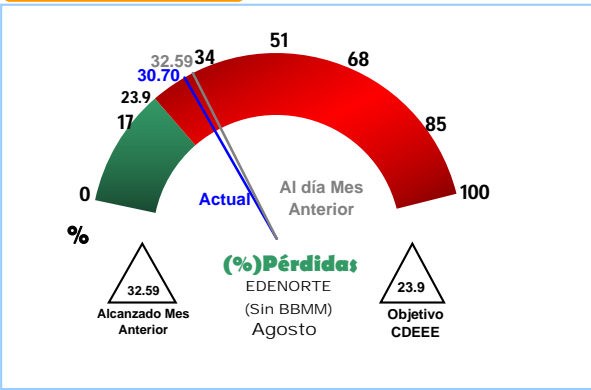 51
32.59 34
68
30.70
23.9
17
85
0
100
Actual
Al día Mes
Anterior
%
(%)Pérdidas
EDENORTE
(Sin BBMM)
Agosto
32.59
Alcanzado Mes
Anterior
23.9
Objetivo
CDEEE